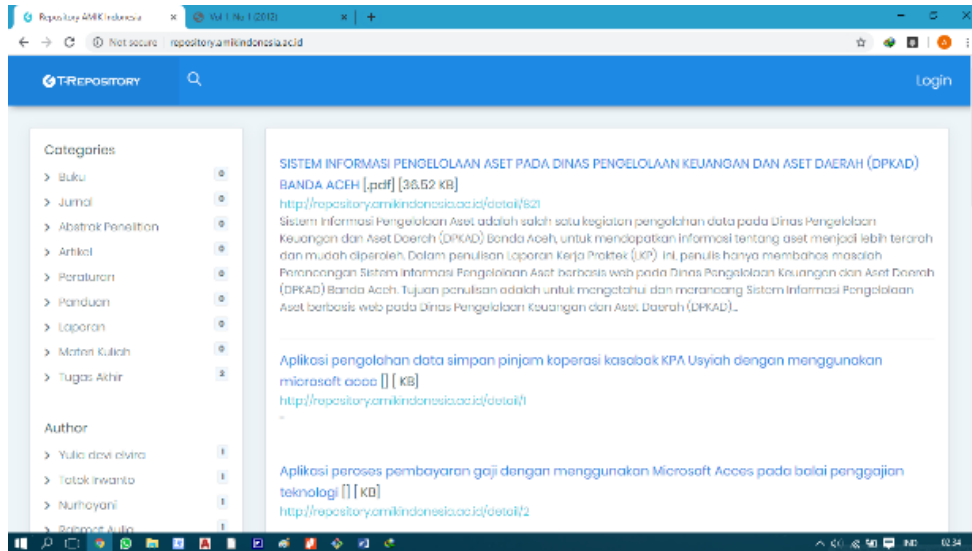 Repository AMIK Indonesia
Vol 1 No 1 (2012)
Not secure
repository.amikindonesia.ac.id
T-REPOSITORY
Login
Categories
Buku 0
Jurnal 0
Abstrak Penelition 0
Artikel 0
Peraturan 0
Panduan 0
Laporan 0
Materi Kuliah 0
Tugas Akhir 2
Author
Yulia devi elvira 1
Totok Irwanto 1
Nurhayani 1
Rahmat Aulia 1
SISTEM INFORMASI PENGELOLAAN ASET PADA DINAS PENGELOLAAN KEUANGAN DAN ASET DAERAH (DPKAD)
BANDA ACEH [.pdf] [36.52 KB]
http://repository.amikindonesia.ac.id/detail/621
Sistem Informasi Pengelolaan Aset adalah salah satu kegiatan pengolahan data pada Dinas Pengelolaan
Keuangan dan Aset Daerah (DPKAD) Banda Aceh, untuk mendapatkan informasi tentang aset menjadi lebih terarah
dan mudah diperoleh. Dalam penulisan Laporan Kerja Praktek (LKP) ini, penulis hanya membahas masalah
Perancangan Sistem Informasi Pengelolaan Aset berbasis web pada Dinas Pengelolaan Keuangan dan Aset Daerah
(DPKAD) Banda Aceh. Tujuan penulisan adalah untuk mengetahui dan merancang Sistem Informasi Pengelolaan
Aset berbasis web pada Dinas Pengelolaan Keuangan dan Aset Daerah (DPKAD)...
Aplikasi pengolahan data simpan pinjam koperasi kasabok KPA Usyiah dengan menggunakan
microsoft [] [ KB]
http://repository.amikindonesia.ac.id/detail/1
Aplikasi peroses pembayaran gaji dengan menggunakan Microsoft Acces pada balai penggajian
teknologi [] [ KB]
http://repository.amikindonesia.ac.id/detail/2
IND
02.34